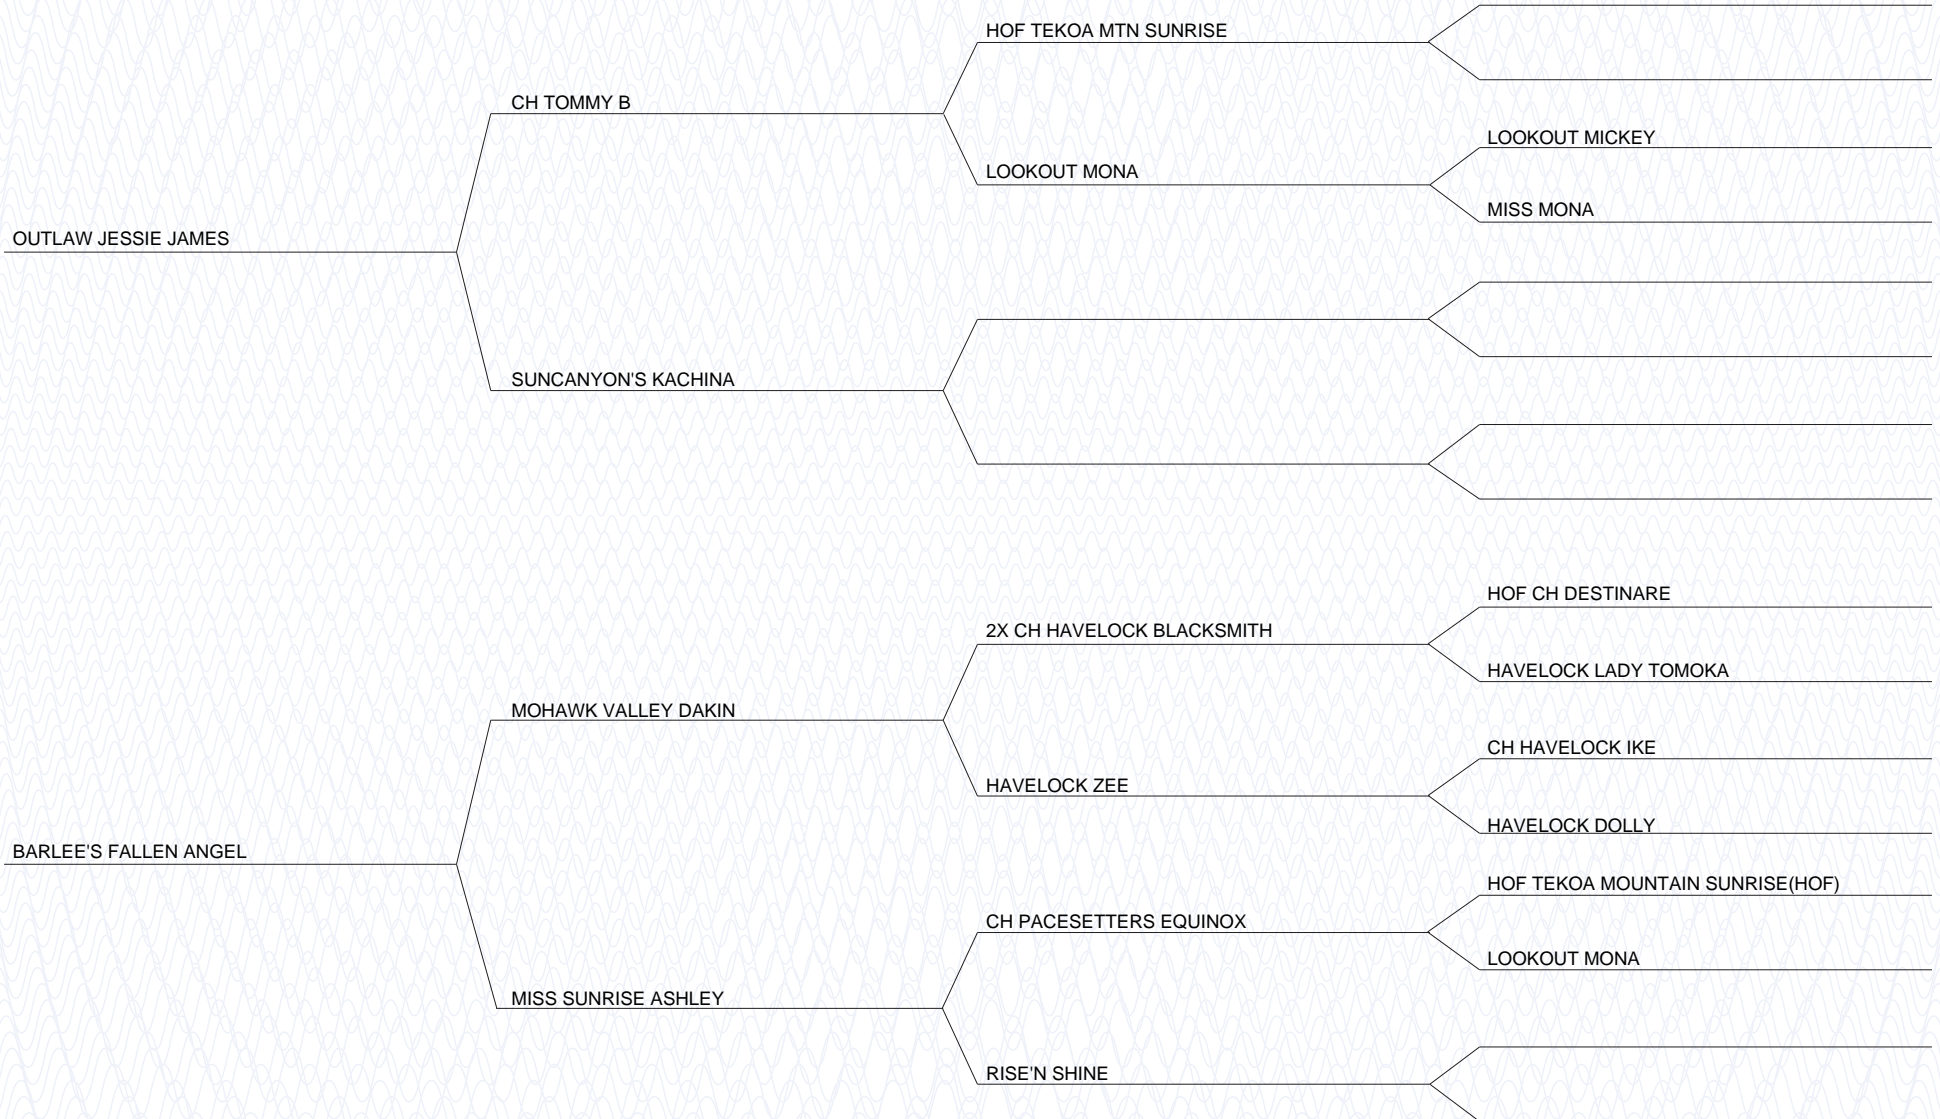 HOF TEKOA MTN SUNRISE
CH TOMMY B
LOOKOUT MICKEY
LOOKOUT MONA
MISS MONA
OUTLAW JESSIE JAMES
SUNCANYON'S KACHINA
HOF CH DESTINARE
2X CH HAVELOCK BLACKSMITH
HAVELOCK LADY TOMOKA
MOHAWK VALLEY DAKIN
CH HAVELOCK IKE
HAVELOCK ZEE
HAVELOCK DOLLY
BARLEE'S FALLEN ANGEL
HOF TEKOA MOUNTAIN SUNRISE(HOF)
CH PACESETTERS EQUINOX
LOOKOUT MONA
MISS SUNRISE ASHLEY
RISE'N SHINE